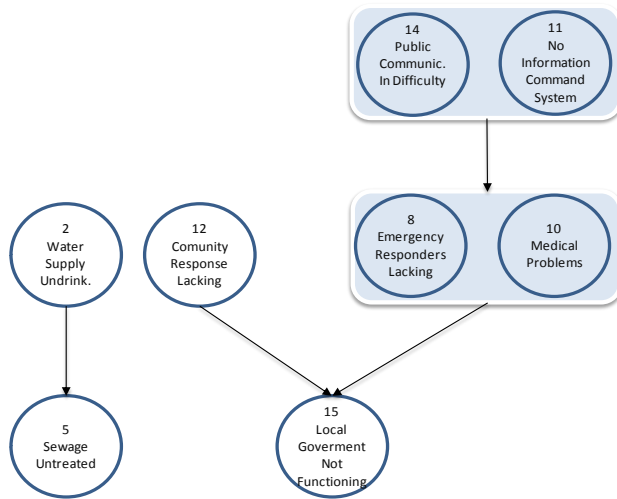 14
Public
Communic.
In Difficulty
11
No
Information
Command
System
2
Water
Supply
Undrink.
12
Comunity
Response
Lacking
8
Emergency
Responders
Lacking
10
Medical
Problems
5
Sewage
Untreated
15
Local
Goverment
Not
Functioning